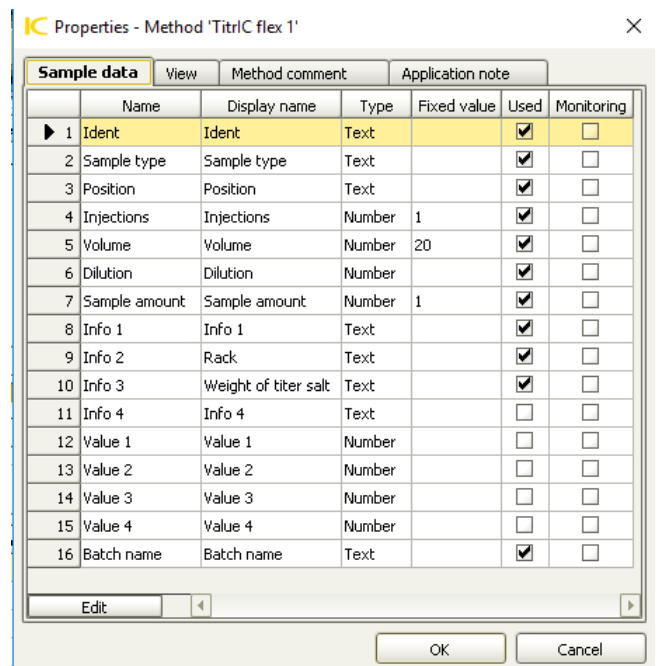 Properties - Method 'TitrIC flex 1'
Sample data View Method comment Application note
Name Display name Type Fixed value Used Monitoring
1 Ident Ident Text
2 Sample type Sample type Text
3 Position Position Text
4 Injections Injections Number 1
5 Volume Volume Number 20
6 Dilution Dilution Number
7 Sample amount Sample amount Number 1
8 Info 1 Info 1 Text
9 Info 2 Rack Text
10 Info 3 Weight of titer salt Text
11 Info 4 Info 4 Text
12 Value 1 Value 1 Number
13 Value 2 Value 2 Number
14 Value 3 Value 3 Number
15 Value 4 Value 4 Number
16 Batch name Batch name Text
Edit
OK Cancel